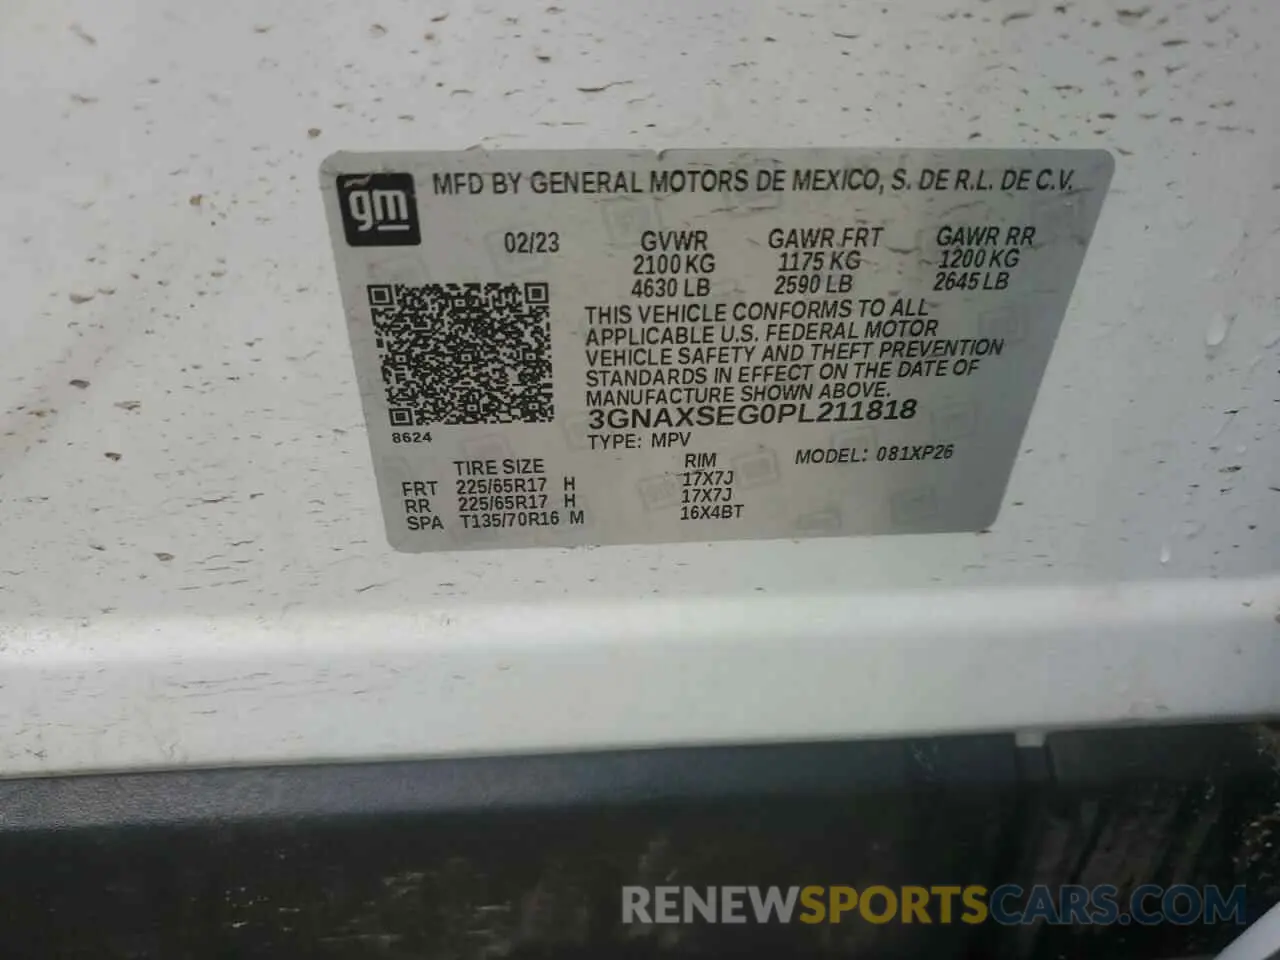 gm
MFD BY GENERAL MOTORS DE MEXICO, S. DE R.L. DE C.V.
02/23 GVWR GAWR FRT GAWR RR
2100 KG 1175 KG 1200 KG
4630 LB 2590 LB 2645 LB
THIS VEHICLE CONFORMS TO ALL
APPLICABLE U.S. FEDERAL MOTOR
VEHICLE SAFETY AND THEFT PREVENTION
STANDARDS IN EFFECT ON THE DATE OF
MANUFACTURE SHOWN ABOVE.
3GNAXSEG0PL211818
8624
TYPE: MPV MODEL: 081XP26
TIRE SIZE RIM
FRT 225/65R17 H 17X7J
RR 225/65R17 H 17X7J
SPA T135/70R16 M 16X4BT
RENEWSPORTSCARS.COM